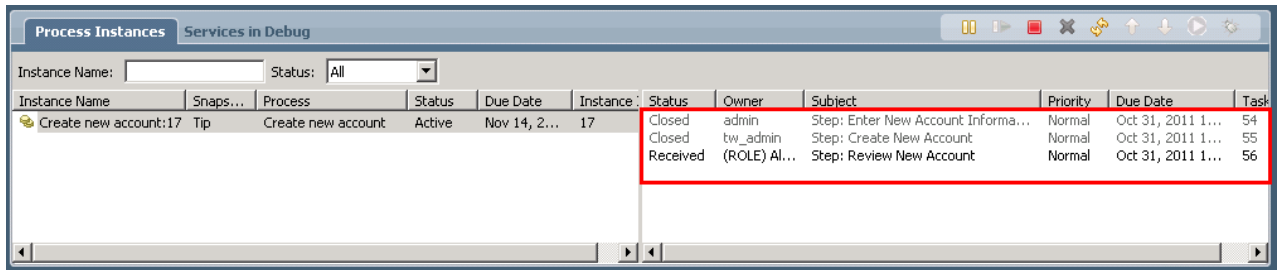 Process Instances Services in Debug
Instance Name: Status: All
Instance Name Snaps... Process Status Due Date Instance Status Owner Subject Priority Due Date Task
Create new account:17 Tip Create new account Active Nov 14, 2... 17 Closed admin Step: Enter New Account Informa... Normal Oct 31, 2011 1... 54
Closed tw_admin Step: Create New Account Normal Oct 31, 2011 1... 55
Received (ROLE) Al... Step: Review New Account Normal Oct 31, 2011 1... 56